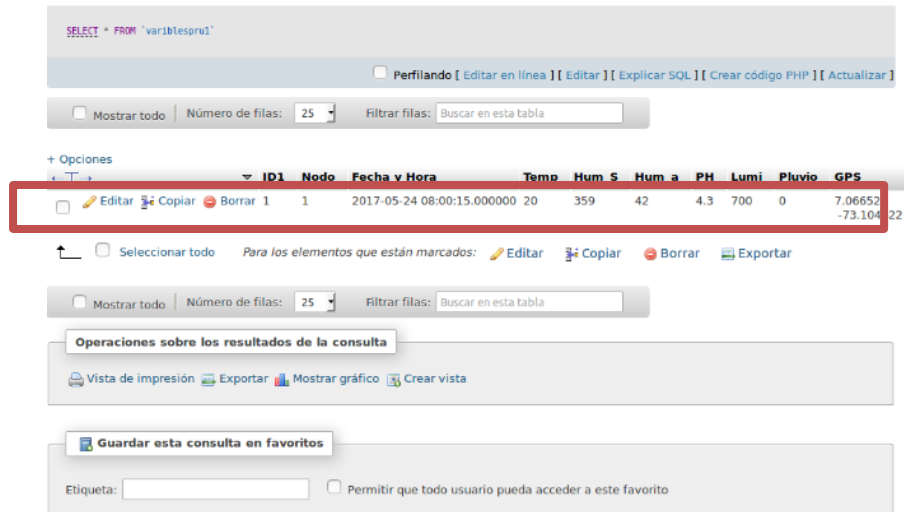 SELECT * FROM `variblespru1`
Perfilando [ Editar en línea ] [ Editar ] [ Explicar SQL ] [ Crear código PHP ] [ Actualizar ]
Mostrar todo Número de filas: 25 Filtrar filas: Buscar en esta tabla
+ Opciones
←T→ ID1 Nodo Fecha y Hora Temp Hum_S Hum_a PH Lumi Pluvio GPS
Editar Copiar Borrar 1 1 2017-05-24 08:00:15.000000 20 359 42 4.3 700 0 7.06652
Seleccionar todo Para los elementos que están marcados: Editar Copiar Borrar Exportar
Mostrar todo Número de filas: 25 Filtrar filas: Buscar en esta tabla
Operaciones sobre los resultados de la consulta
Vista de impresión Exportar Mostrar gráfico Crear vista
Guardar esta consulta en favoritos
Etiqueta: Permitir que todo usuario pueda acceder a este favorito